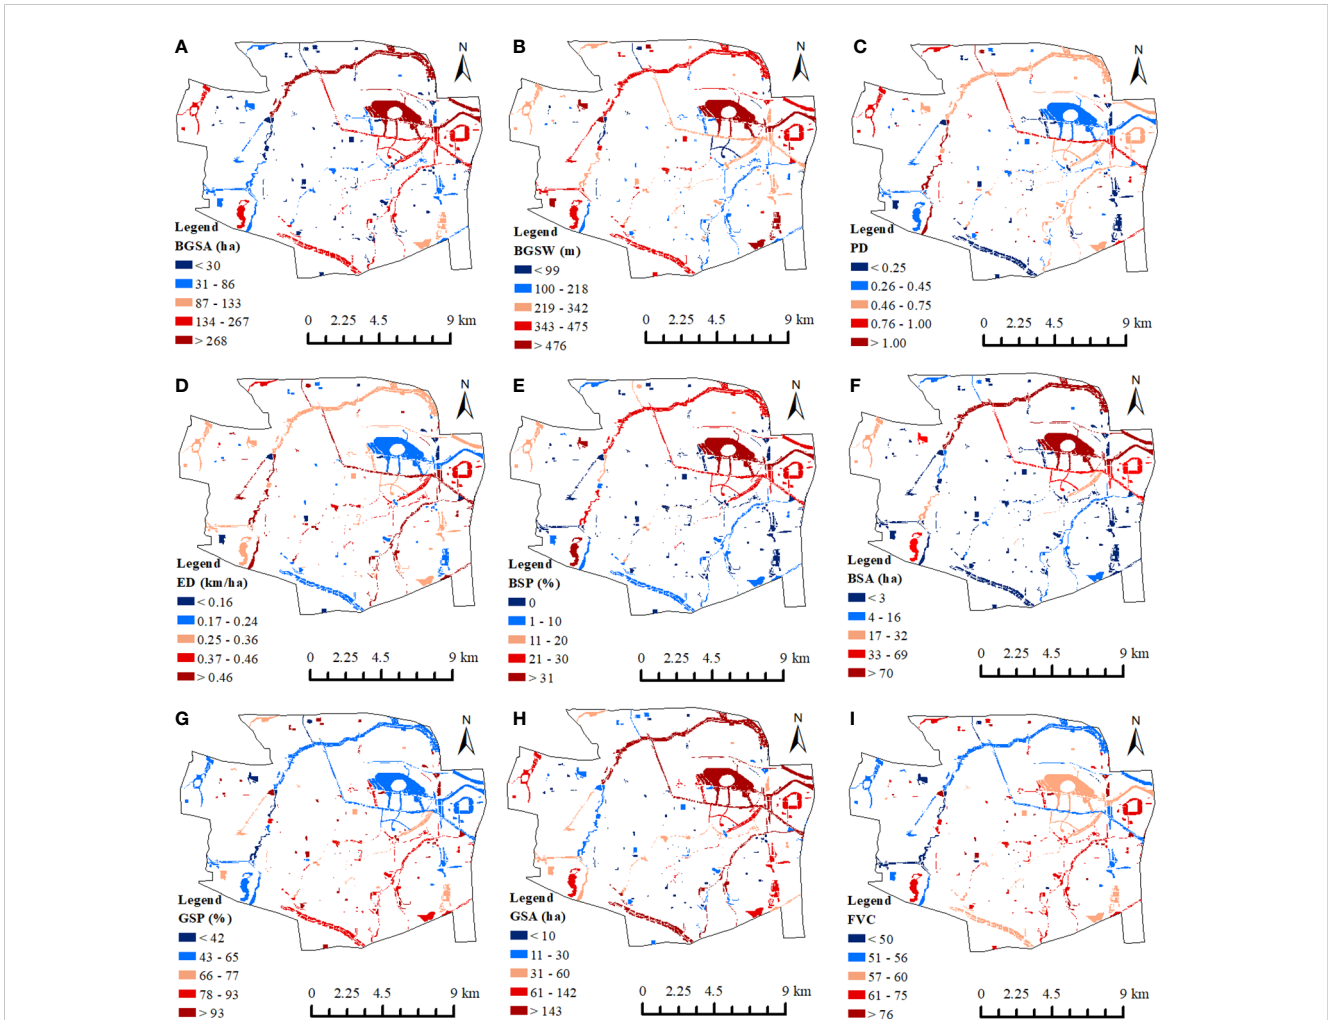 A
N
Legend
BGSA (ha)
< 30
31 - 86
87 - 133
134 - 267
> 268
0 2.25 4.5 9 km
B
N
Legend
BGSW (m)
< 99
100 - 218
219 - 342
343 - 475
> 476
0 2.25 4.5 9 km
C
N
Legend
PD
< 0.25
0.26 - 0.45
0.46 - 0.75
0.76 - 1.00
> 1.00
0 2.25 4.5 9 km
D
N
Legend
ED (km/ha)
< 0.16
0.17 - 0.24
0.25 - 0.36
0.37 - 0.46
> 0.46
0 2.25 4.5 9 km
E
N
Legend
BSP (%)
0
1 - 10
11 - 20
21 - 30
> 31
0 2.25 4.5 9 km
F
N
Legend
BSA (ha)
< 3
4 - 16
17 - 32
33 - 69
> 70
0 2.25 4.5 9 km
G
N
Legend
GSP (%)
< 42
43 - 65
66 - 77
78 - 93
> 93
0 2.25 4.5 9 km
H
N
Legend
GSA (ha)
< 10
11 - 30
31 - 60
61 - 142
> 143
0 2.25 4.5 9 km
I
N
Legend
FVC
< 50
51 - 56
57 - 60
61 - 75
> 76
0 2.25 4.5 9 km